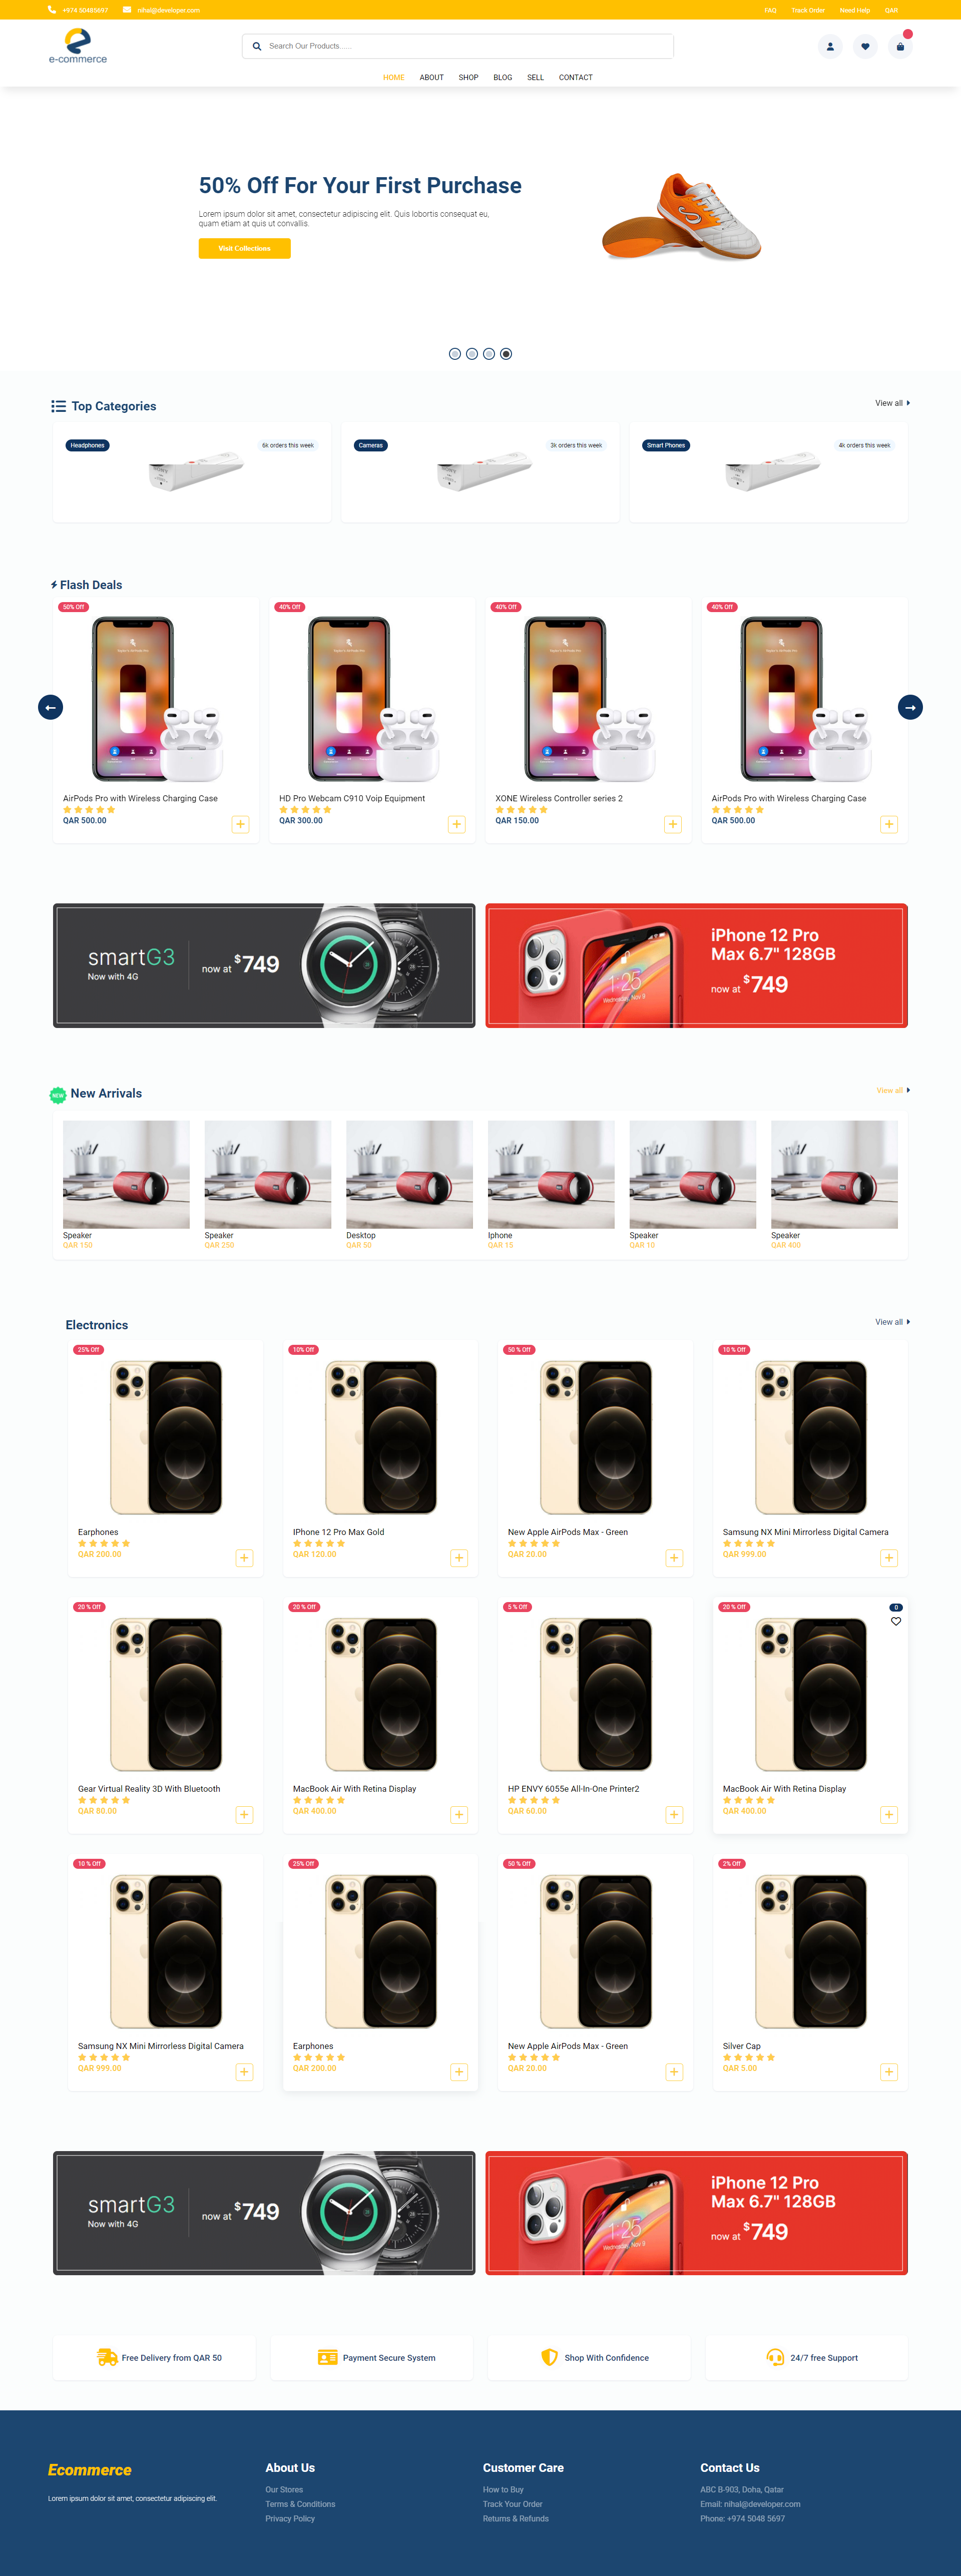 +974 50485697 nihal@developer.com FAQ Track Order Need Help QAR
e-commerce
Search Our Products......
HOME ABOUT SHOP BLOG SELL CONTACT
50% Off For Your First Purchase
Lorem ipsum dolor sit amet, consectetur adipiscing elit. Quis lobortis consequat eu,
quam etiam at quis ut convallis.
Visit Collections
Top Categories
View all
Headphones
6k orders this week
Cameras
3k orders this week
Smart Phones
4k orders this week
Flash Deals
50% Off
AirPods Pro with Wireless Charging Case
QAR 500.00
40% Off
HD Pro Webcam C910 Voip Equipment
QAR 300.00
40% Off
XONE Wireless Controller series 2
QAR 150.00
40% Off
AirPods Pro with Wireless Charging Case
QAR 500.00
smartG3
Now with 4G
now at $749
iPhone 12 Pro
Max 6.7" 128GB
now at $749
NEW
New Arrivals
View all
Speaker
QAR 150
Speaker
QAR 250
Desktop
QAR 50
Iphone
QAR 15
Speaker
QAR 10
Speaker
QAR 400
Electronics
View all
25% Off
Earphones
QAR 200.00
10% Off
IPhone 12 Pro Max Gold
QAR 120.00
50 % Off
New Apple AirPods Max - Green
QAR 20.00
10 % Off
Samsung NX Mini Mirrorless Digital Camera
QAR 999.00
20 % Off
Gear Virtual Reality 3D With Bluetooth
QAR 80.00
20 % Off
MacBook Air With Retina Display
QAR 400.00
5 % Off
HP ENVY 6055e All-In-One Printer2
QAR 60.00
20 % Off
0
MacBook Air With Retina Display
QAR 400.00
10 % Off
Samsung NX Mini Mirrorless Digital Camera
QAR 999.00
25% Off
Earphones
QAR 200.00
50 % Off
New Apple AirPods Max - Green
QAR 20.00
2% Off
Silver Cap
QAR 5.00
smartG3
Now with 4G
now at $749
1:25
Wednesday, Nov 3
iPhone 12 Pro
Max 6.7" 128GB
now at $749
Free Delivery from QAR 50
Payment Secure System
Shop With Confidence
24/7 free Support
Ecommerce
Lorem ipsum dolor sit amet, consectetur adipiscing elit.
About Us
Our Stores
Terms & Conditions
Privacy Policy
Customer Care
How to Buy
Track Your Order
Returns & Refunds
Contact Us
ABC B-903, Doha, Qatar
Email: nihal@developer.com
Phone: +974 5048 5697